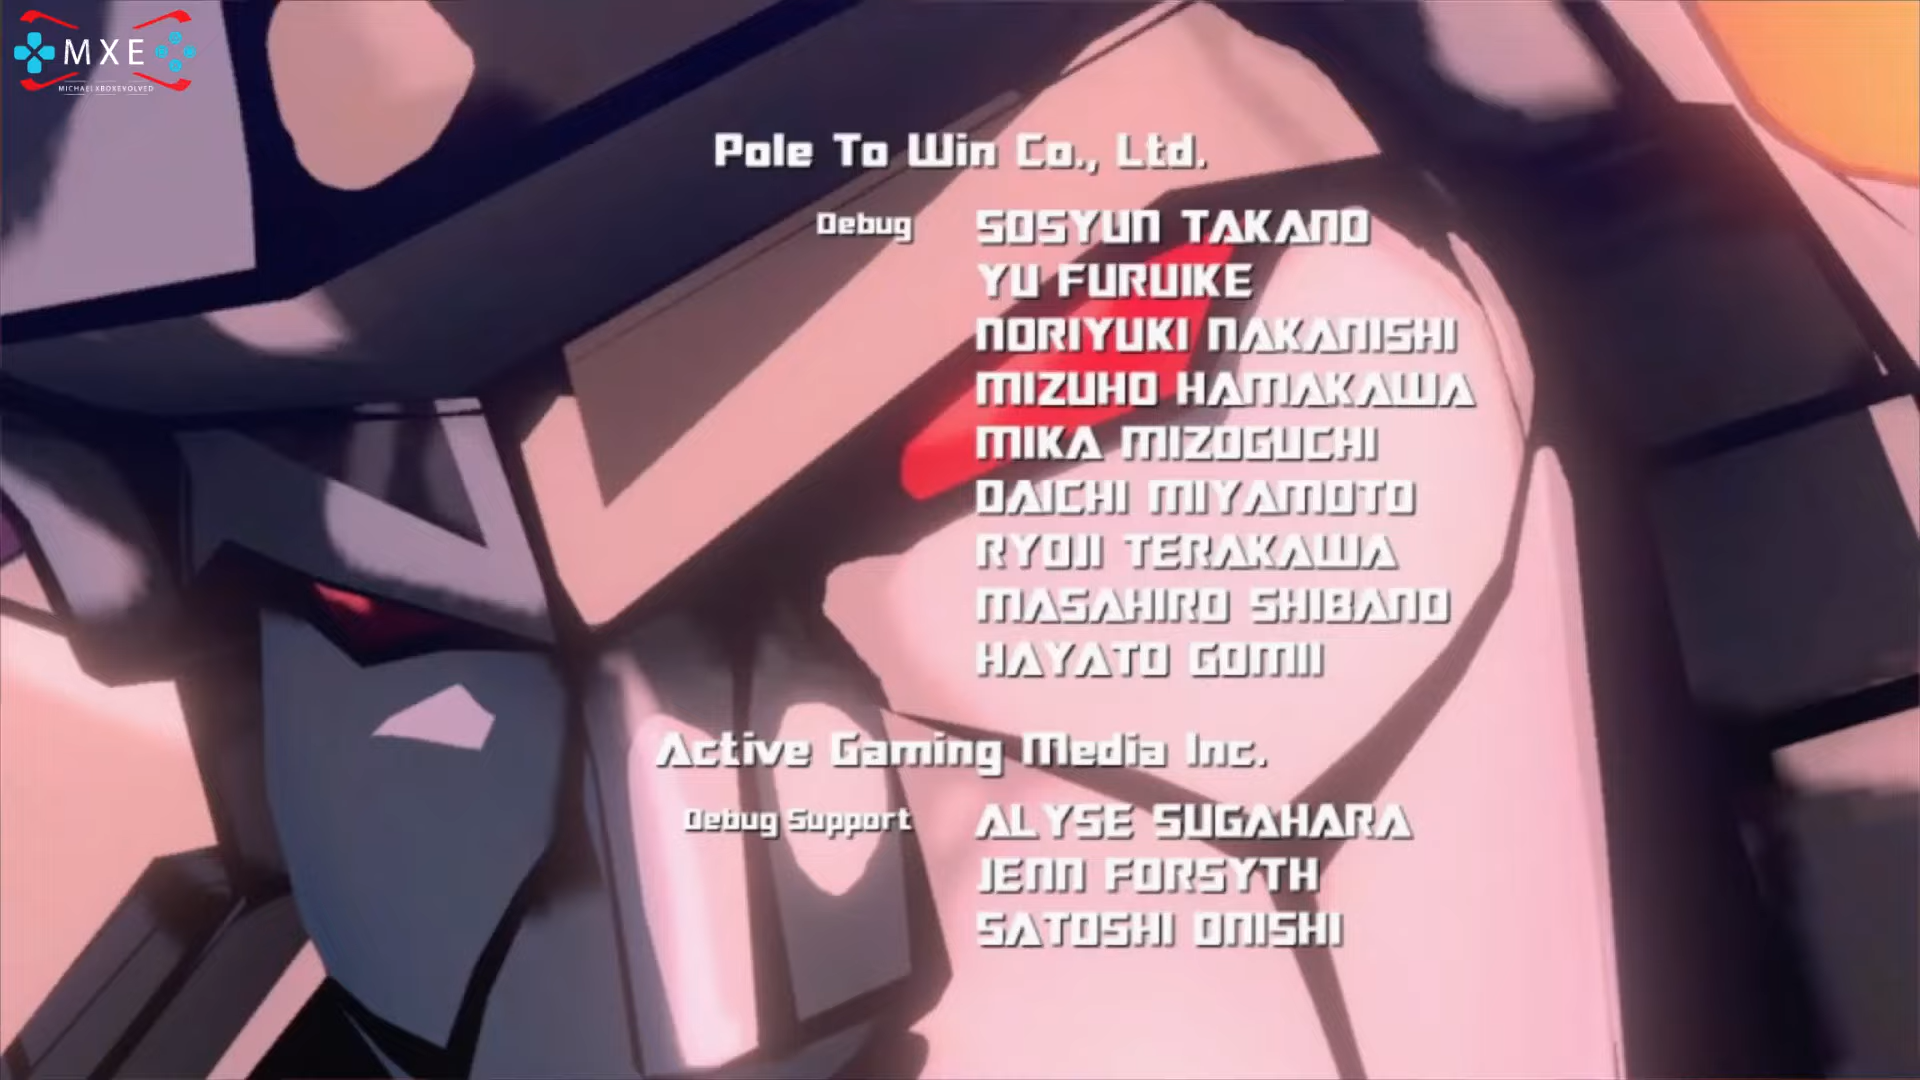 MXE
MICHAELXBOXEVOLVED
Pole To Win Co., Ltd.
Debug SOSYUN TAKANO
YU FURUIKE
NORIYUKI NAKANISHI
MIZUHO HAMAKAWA
MIKA MIZOGUCHI
DAICHI MIYAMOTO
RYOJI TERAKAWA
MASAHIRO SHIBANO
HAYATO GOMII
Active Gaming Media Inc.
Debug Support ALYSE SUGAHARA
JENN FORSYTH
SATOSHI ONISHI